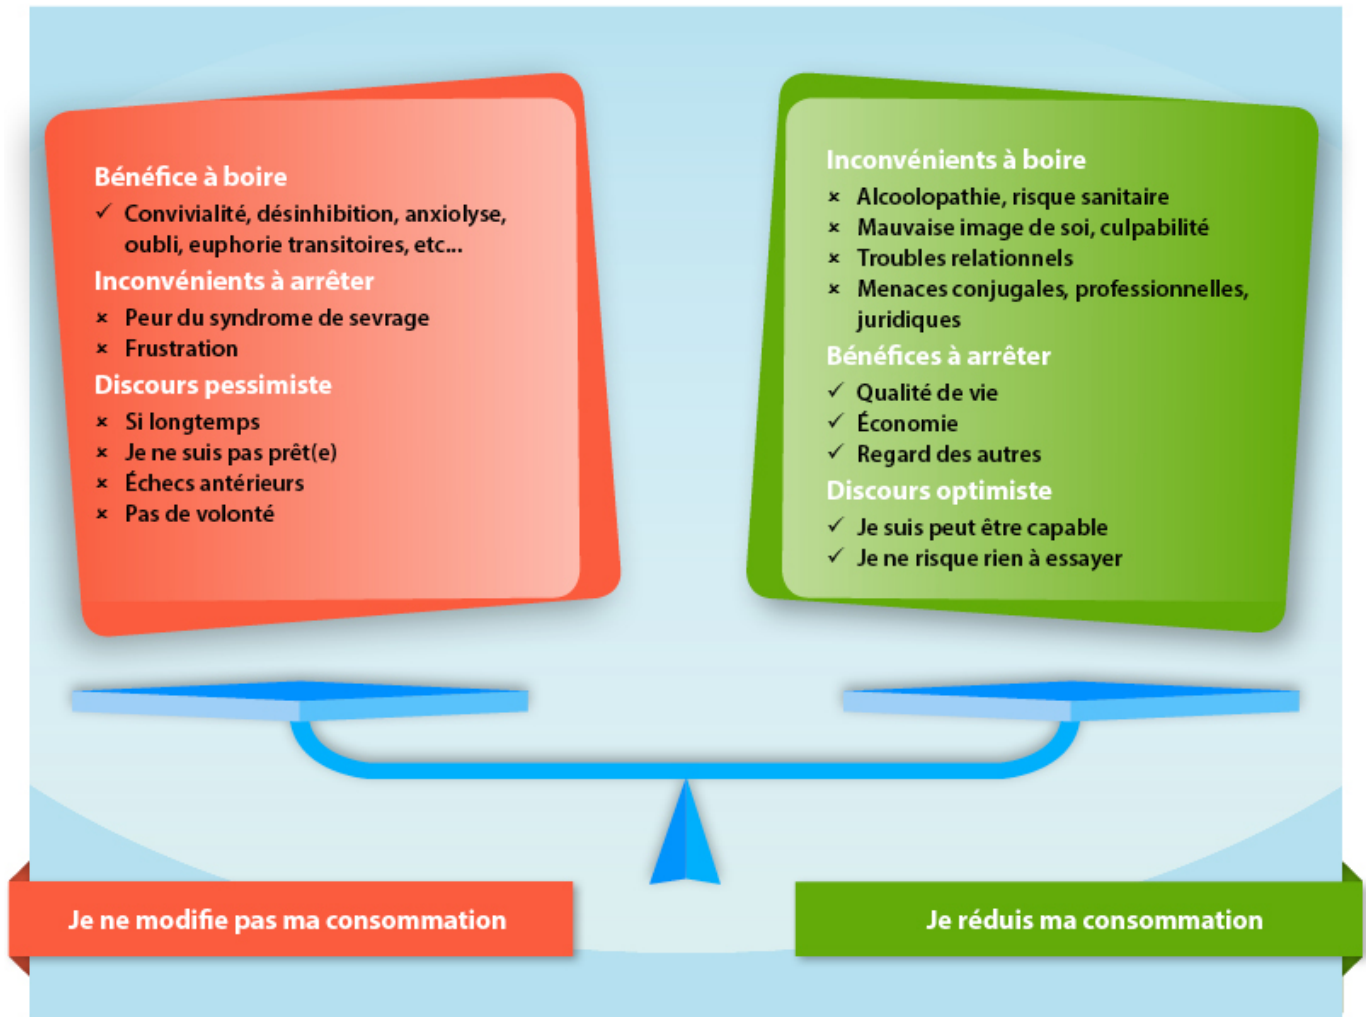 Bénéfice à boire
✓ Convivialité, désinhibition, anxiolyse,
oubli, euphorie transitoires, etc...
Inconvénients à arrêter
× Peur du syndrome de sevrage
× Frustration
Discours pessimiste
× Si longtemps
× Je ne suis pas prêt(e)
× Échecs antérieurs
× Pas de volonté
Inconvénients à boire
× Alcoolopathie, risque sanitaire
× Mauvaise image de soi, culpabilité
× Troubles relationnels
× Menaces conjugales, professionnelles,
juridiques
Bénéfices à arrêter
✓ Qualité de vie
✓ Économie
✓ Regard des autres
Discours optimiste
✓ Je suis peut être capable
✓ Je ne risque rien à essayer
Je ne modifie pas ma consommation
Je réduis ma consommation